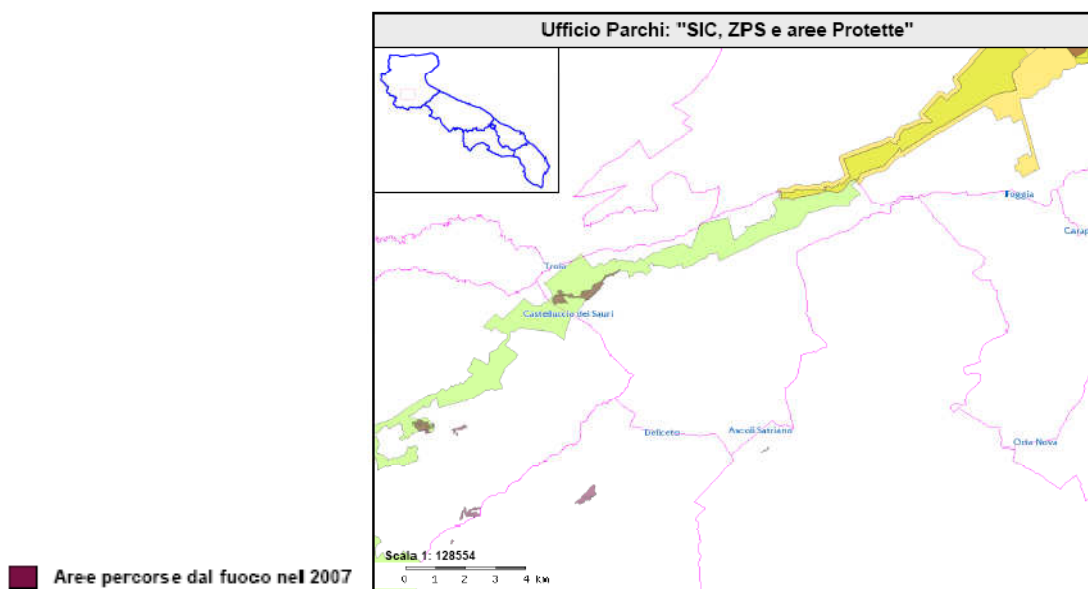 Ufficio Parchi: "SIC, ZPS e aree Protette"
Foggia
Carap
Troia
Castelluccio dei Sauri
Deliceto
Ascoli Satriano
Orta Nova
Scala 1: 128554
0 1 2 3 4 km
Aree percorse dal fuoco nel 2007